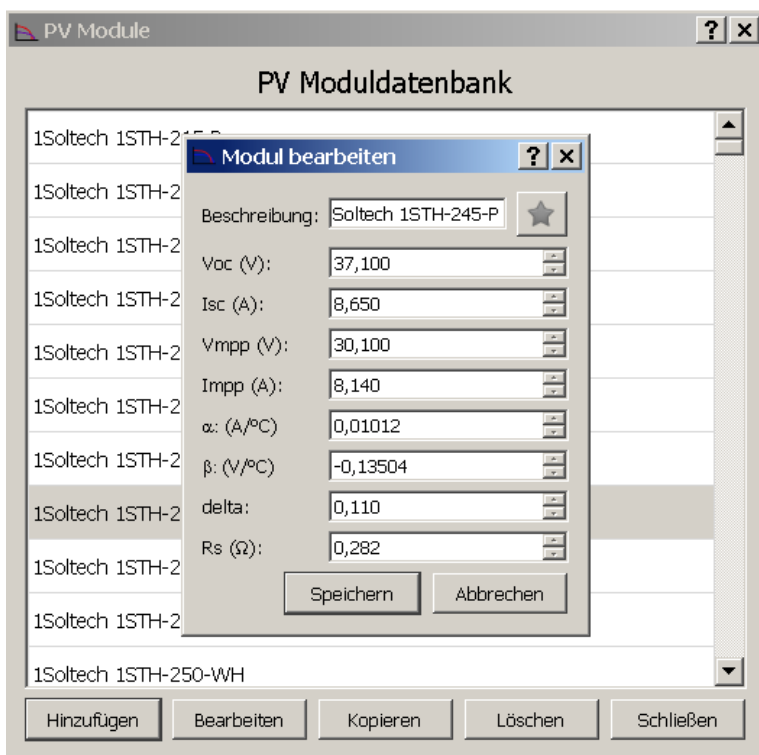 PV Module
PV Moduldatenbank
1Soltech 1STH-215-P
1Soltech 1STH-2
1Soltech 1STH-2
1Soltech 1STH-2
1Soltech 1STH-2
1Soltech 1STH-2
1Soltech 1STH-2
1Soltech 1STH-2
1Soltech 1STH-2
1Soltech 1STH-2
1Soltech 1STH-250-WH
Modul bearbeiten
Beschreibung: Soltech 1STH-245-P
Voc (V): 37,100
Isc (A): 8,650
Vmpp (V): 30,100
Impp (A): 8,140
α: (A/ºC) 0,01012
β: (V/ºC) -0,13504
delta: 0,110
Rs (Ω): 0,282
Speichern Abbrechen
Hinzufügen Bearbeiten Kopieren Löschen Schließen